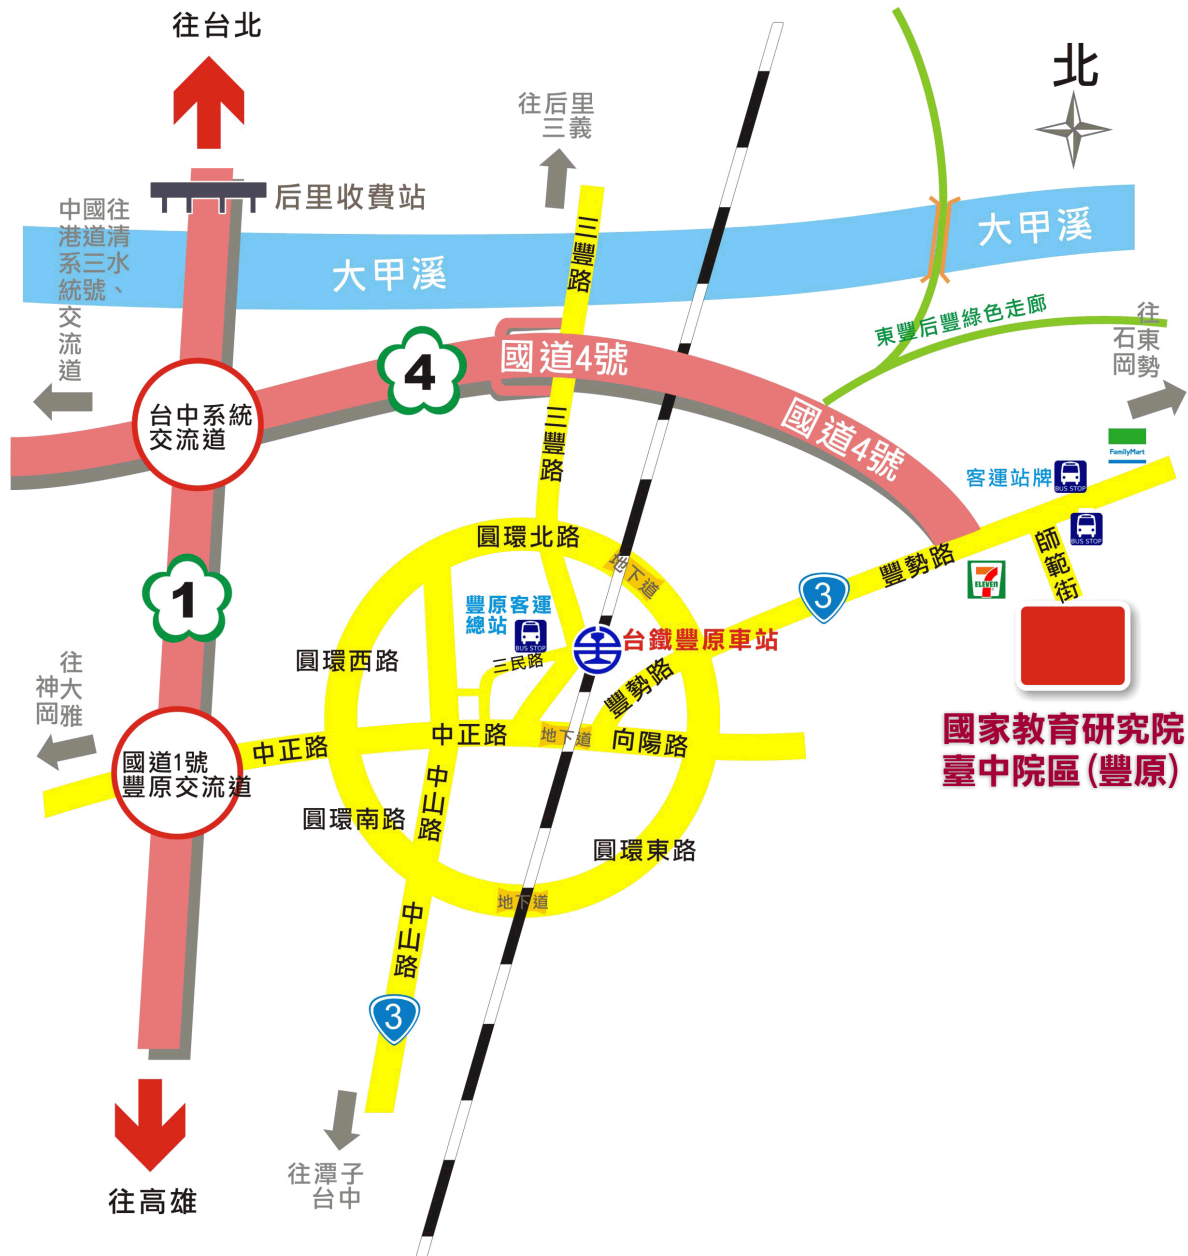 往台北
北
往后里
三義
后里收費站
往清水、
國道三號
中港系統交流道
大甲溪
大甲溪
三豐路
東豐后豐綠色走廊
往東勢
石岡
國道4號
4
國道4號
台中系統
交流道
三豐路
FamilyMart
客運站牌
BUS STOP
BUS STOP
師範街
圓環北路
地下道
豐勢路
7
ELEVEN
3
1
豐原客運
總站
BUS STOP
台鐵豐原車站
三民路
圓環西路
豐勢路
往大雅
神岡
中正路
中正路
地下道
向陽路
國道1號
豐原交流道
國家教育研究院
臺中院區(豐原)
中山路
圓環南路
圓環東路
地下道
中山路
3
往潭子
台中
往高雄